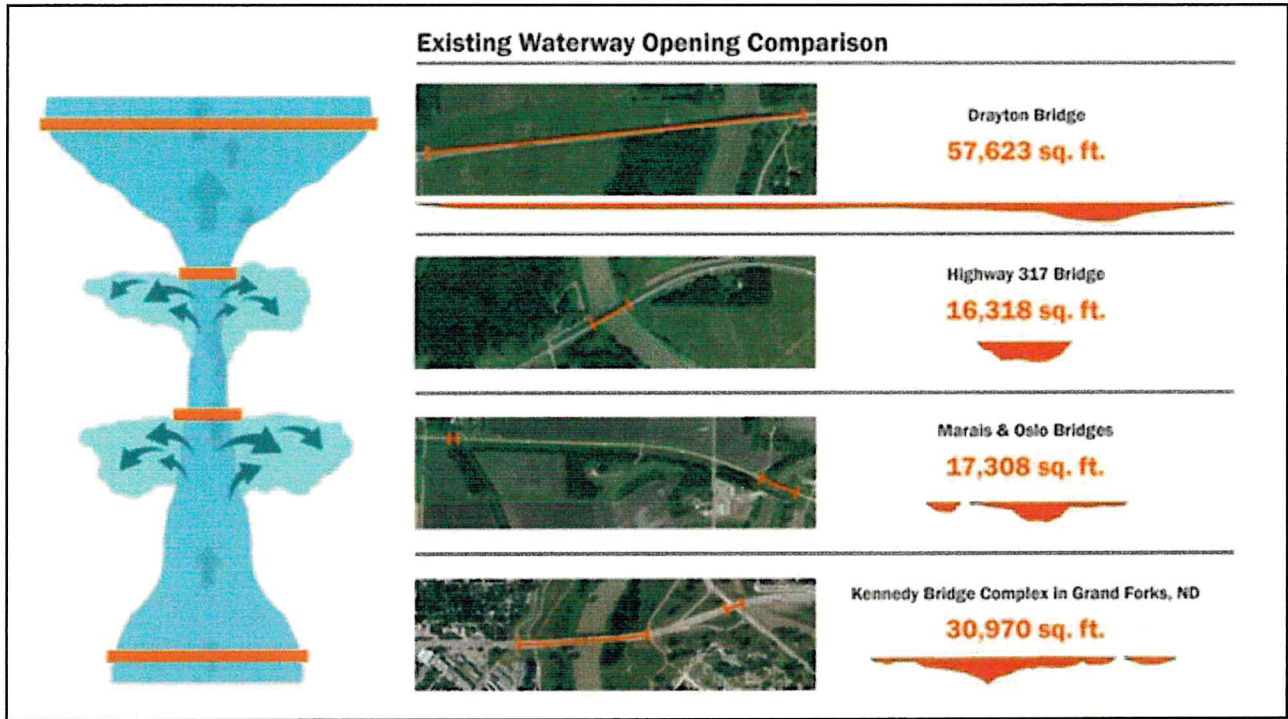 Existing Waterway Opening Comparison
Drayton Bridge
57,623 sq. ft.
Highway 317 Bridge
16,318 sq. ft.
Marais & Oslo Bridges
17,308 sq. ft.
Kennedy Bridge Complex in Grand Forks, ND
30,970 sq. ft.